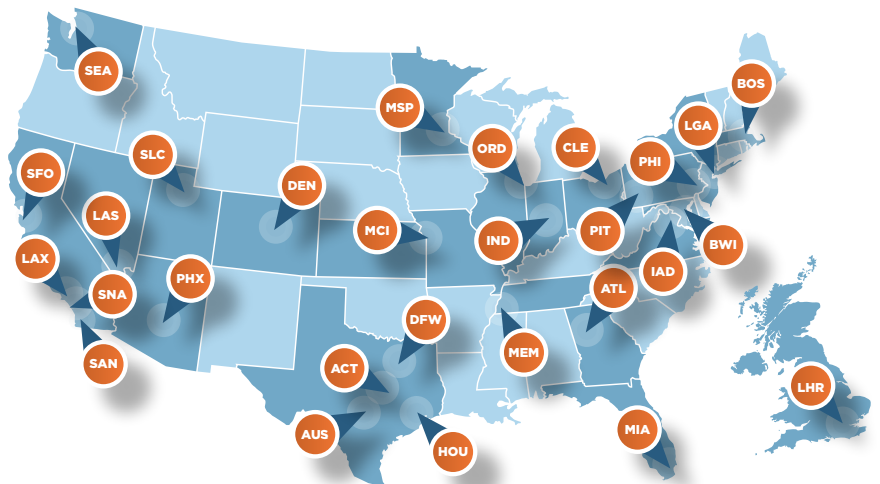 SEA
BOS
MSP
LGA
SLC
ORD
CLE
PHI
SFO
DEN
LAS
MCI
IND
PIT
BWI
LAX
PHX
IAD
SNA
ATL
DFW
MEM
SAN
ACT
LHR
AUS
MIA
HOU